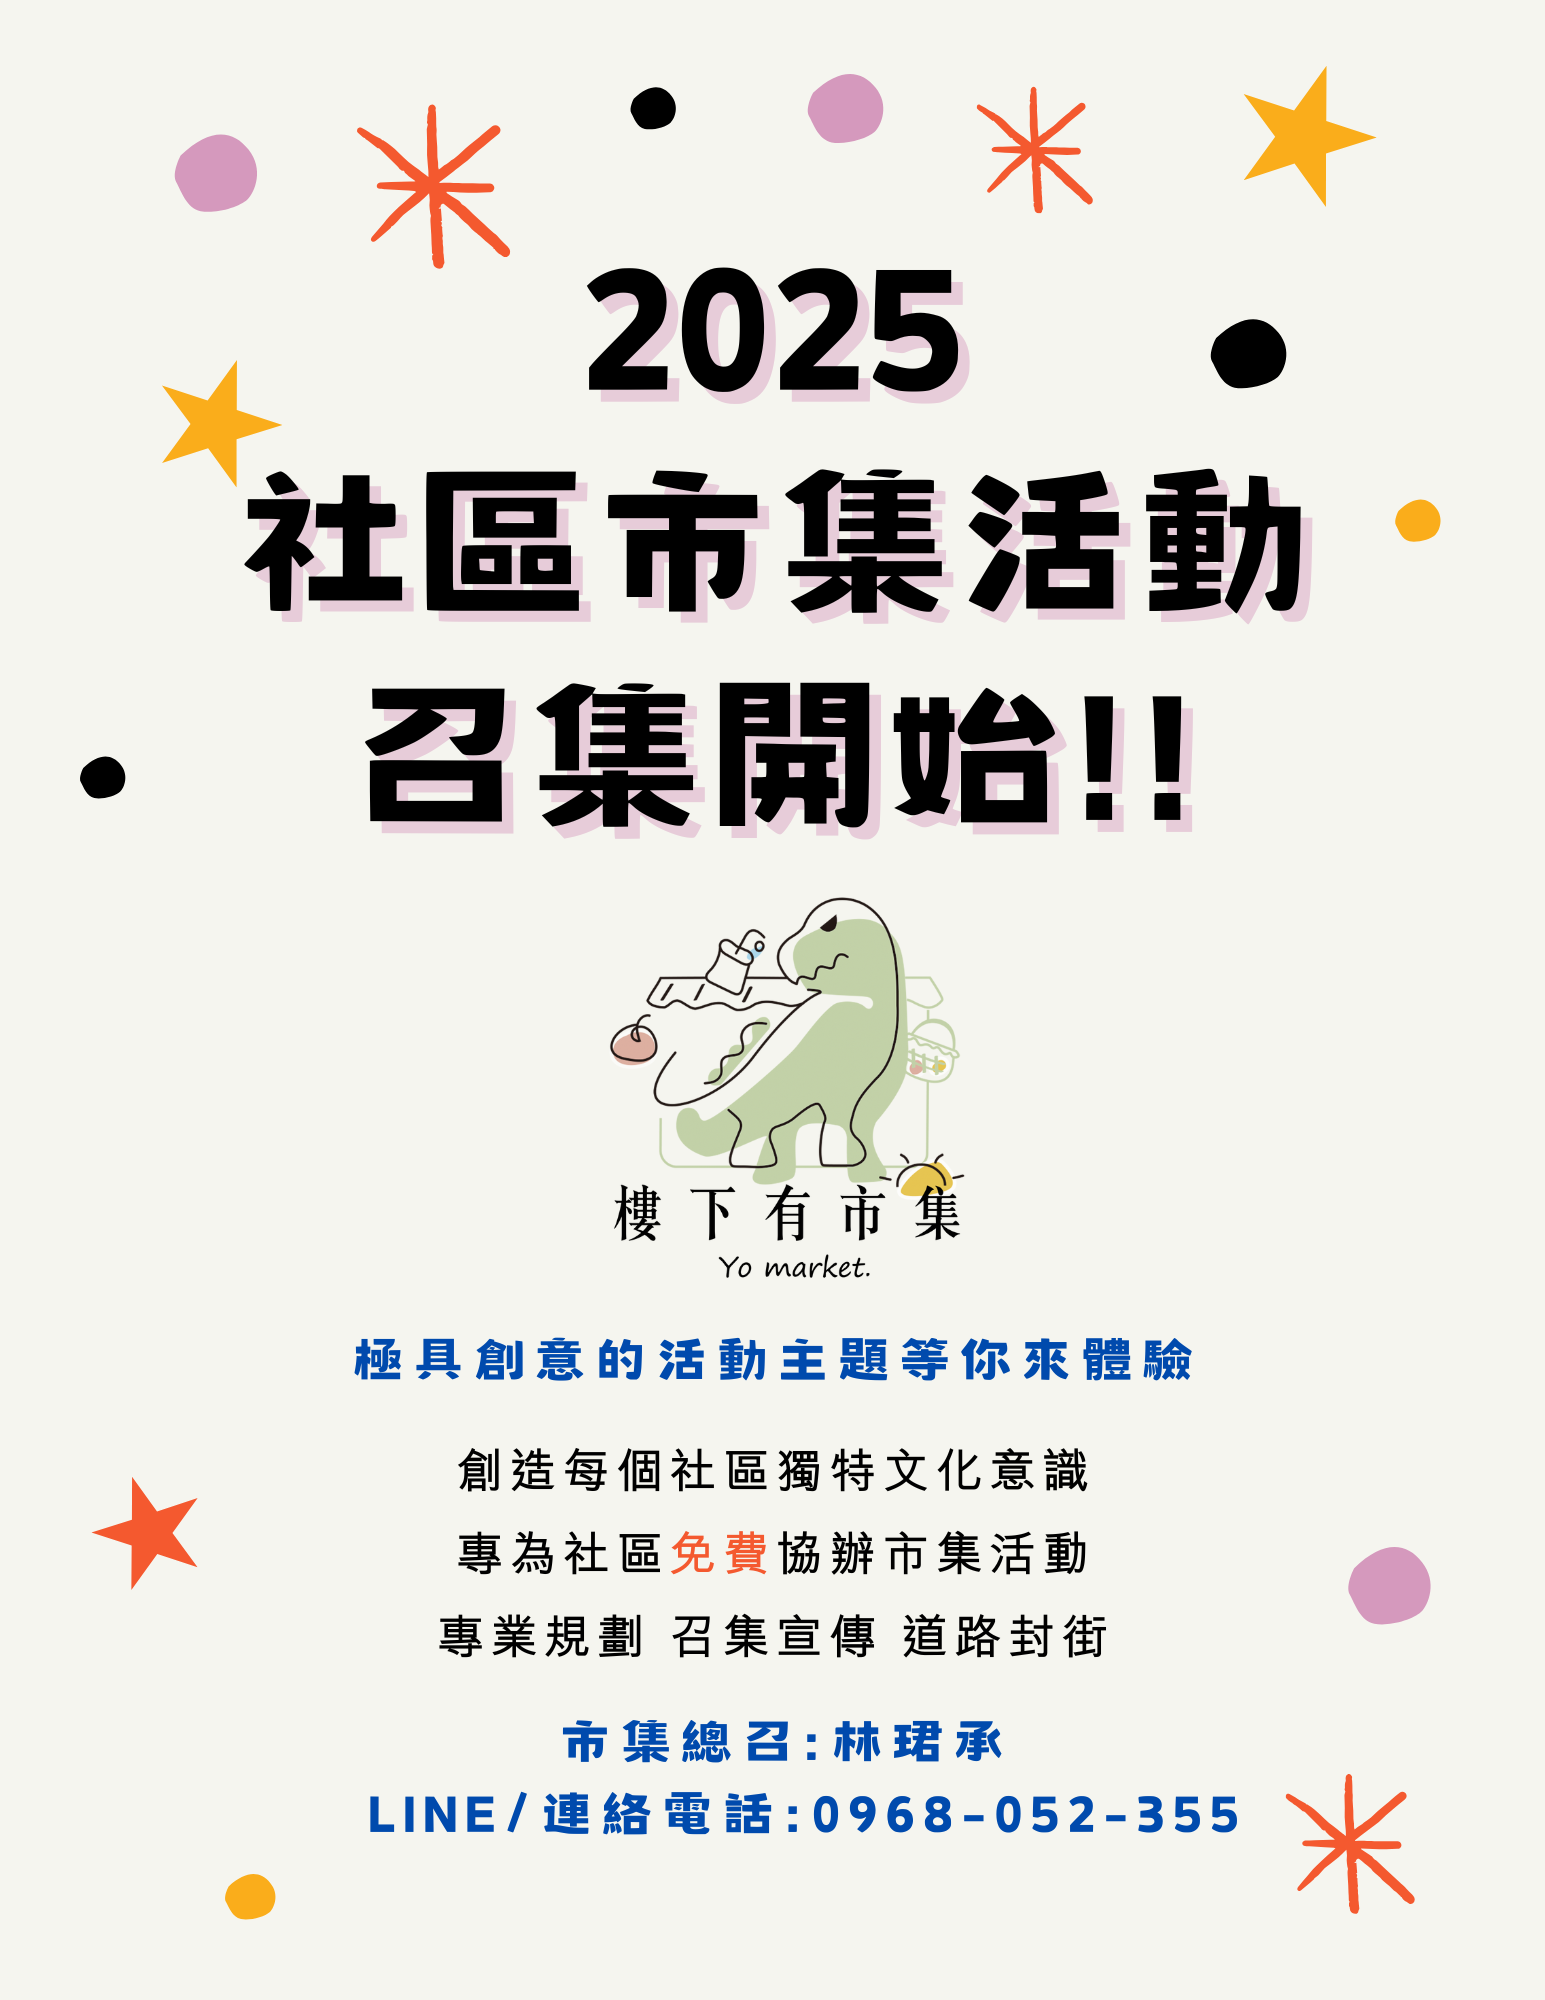 2025
社區市集活動
召集開始!!
樓下有市集
Yo market.
極具創意的活動主題等你來體驗
創造每個社區獨特文化意識
專為社區免費協辦市集活動
專業規劃 召集宣傳 道路封街
市集總召:林珺承
LINE/連絡電話:0968-052-355